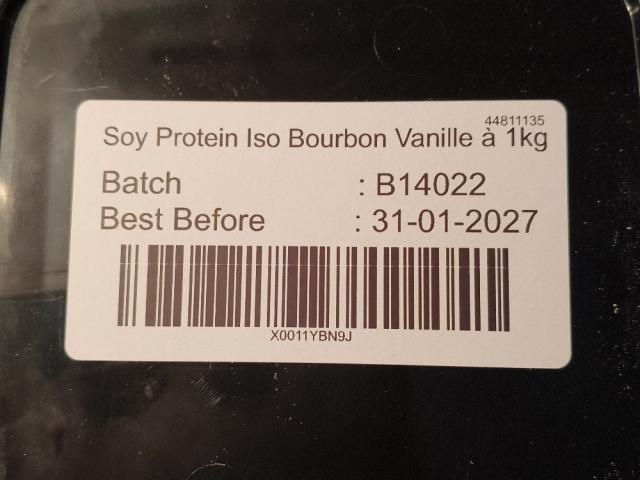 44811135
Soy Protein Iso Bourbon Vanille à 1kg
Batch : B14022
Best Before : 31-01-2027
X0011YBN9J